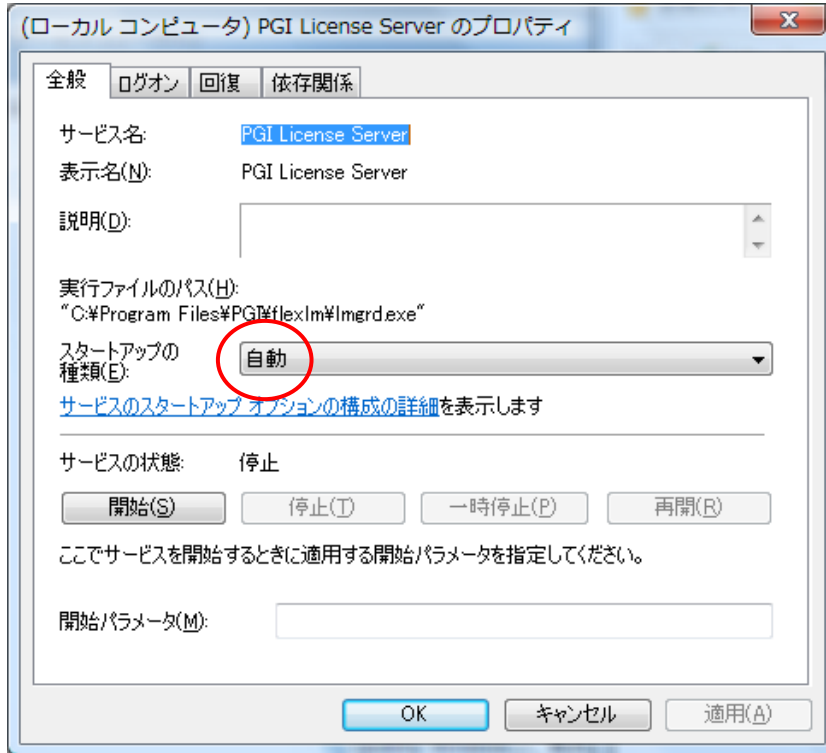 (ローカル コンピュータ) PGI License Server のプロパティ
全般 ログオン 回復 依存関係
サービス名: PGI License Server
表示名(N): PGI License Server
説明(D):
実行ファイルのパス(H):
"C:¥Program Files¥PGI¥flexlm¥lmgrd.exe"
スタートアップの
種類(E): 自動
サービスのスタートアップ オプションの構成の詳細を表示します
サービスの状態: 停止
開始(S) 停止(T) 一時停止(P) 再開(R)
ここでサービスを開始するときに適用する開始パラメータを指定してください。
開始パラメータ(M):
OK キャンセル 適用(A)